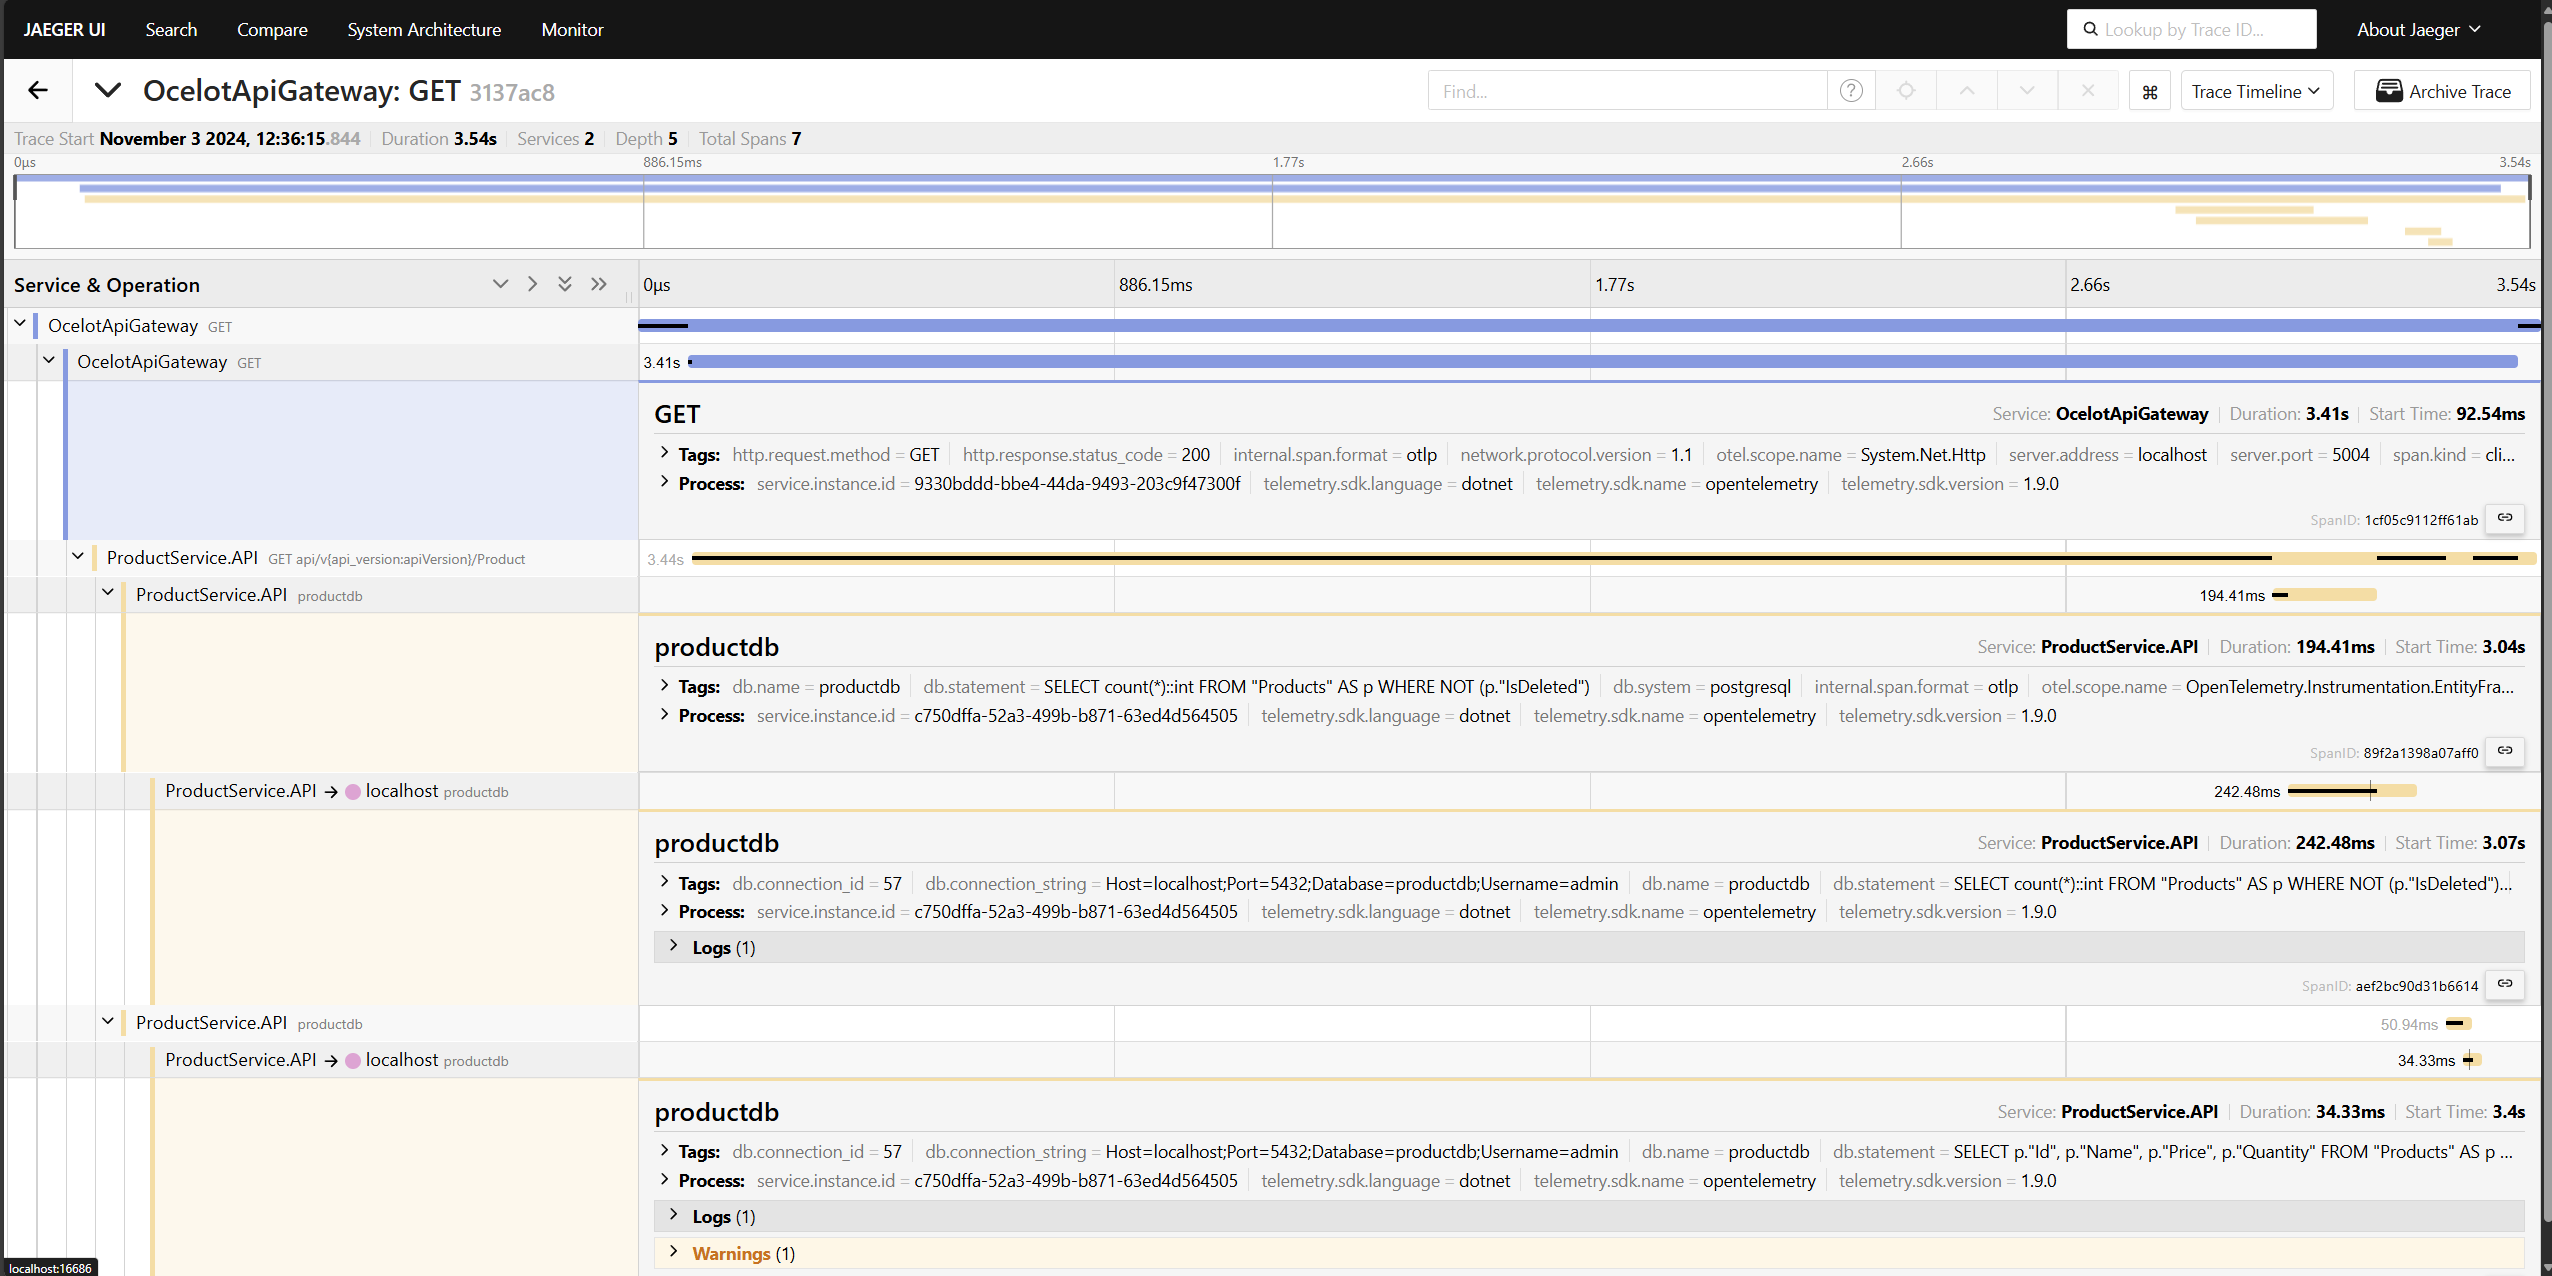 JAEGER UI Search Compare System Architecture Monitor Lookup by Trace ID... About Jaeger
OcelotApiGateway: GET 3137ac8 Find... Trace Timeline Archive Trace
Trace Start November 3 2024, 12:36:15.844 Duration 3.54s Services 2 Depth 5 Total Spans 7
0μs 886.15ms 1.77s 2.66s 3.54s
Service & Operation 0μs 886.15ms 1.77s 2.66s 3.54s
OcelotApiGateway GET
OcelotApiGateway GET 3.41s
GET Service: OcelotApiGateway Duration: 3.41s Start Time: 92.54ms
Tags: http.request.method = GET http.response.status_code = 200 internal.span.format = otlp network.protocol.version = 1.1 otel.scope.name = System.Net.Http server.address = localhost server.port = 5004 span.kind = cli...
Process: service.instance.id = 9330bddd-bbe4-44da-9493-203c9f47300f telemetry.sdk.language = dotnet telemetry.sdk.name = opentelemetry telemetry.sdk.version = 1.9.0
SpanID: 1cf05c9112ff61ab
ProductService.API GET api/v{api_version:apiVersion}/Product 3.44s
ProductService.API productdb 194.41ms
productdb Service: ProductService.API Duration: 194.41ms Start Time: 3.04s
Tags: db.name = productdb db.statement = SELECT count(*)::int FROM "Products" AS p WHERE NOT (p."IsDeleted") db.system = postgresql internal.span.format = otlp otel.scope.name = OpenTelemetry.Instrumentation.EntityFra...
Process: service.instance.id = c750dffa-52a3-499b-b871-63ed4d564505 telemetry.sdk.language = dotnet telemetry.sdk.name = opentelemetry telemetry.sdk.version = 1.9.0
SpanID: 89f2a1398a07aff0
ProductService.API → localhost productdb 242.48ms
productdb Service: ProductService.API Duration: 242.48ms Start Time: 3.07s
Tags: db.connection_id = 57 db.connection_string = Host=localhost;Port=5432;Database=productdb;Username=admin db.name = productdb db.statement = SELECT count(*)::int FROM "Products" AS p WHERE NOT (p."IsDeleted")...
Process: service.instance.id = c750dffa-52a3-499b-b871-63ed4d564505 telemetry.sdk.language = dotnet telemetry.sdk.name = opentelemetry telemetry.sdk.version = 1.9.0
Logs (1)
SpanID: aef2bc90d31b6614
ProductService.API productdb 50.94ms
ProductService.API → localhost productdb 34.33ms
productdb Service: ProductService.API Duration: 34.33ms Start Time: 3.4s
Tags: db.connection_id = 57 db.connection_string = Host=localhost;Port=5432;Database=productdb;Username=admin db.name = productdb db.statement = SELECT p."Id", p."Name", p."Price", p."Quantity" FROM "Products" AS p ...
Process: service.instance.id = c750dffa-52a3-499b-b871-63ed4d564505 telemetry.sdk.language = dotnet telemetry.sdk.name = opentelemetry telemetry.sdk.version = 1.9.0
Logs (1)
Warnings (1)
localhost:16686